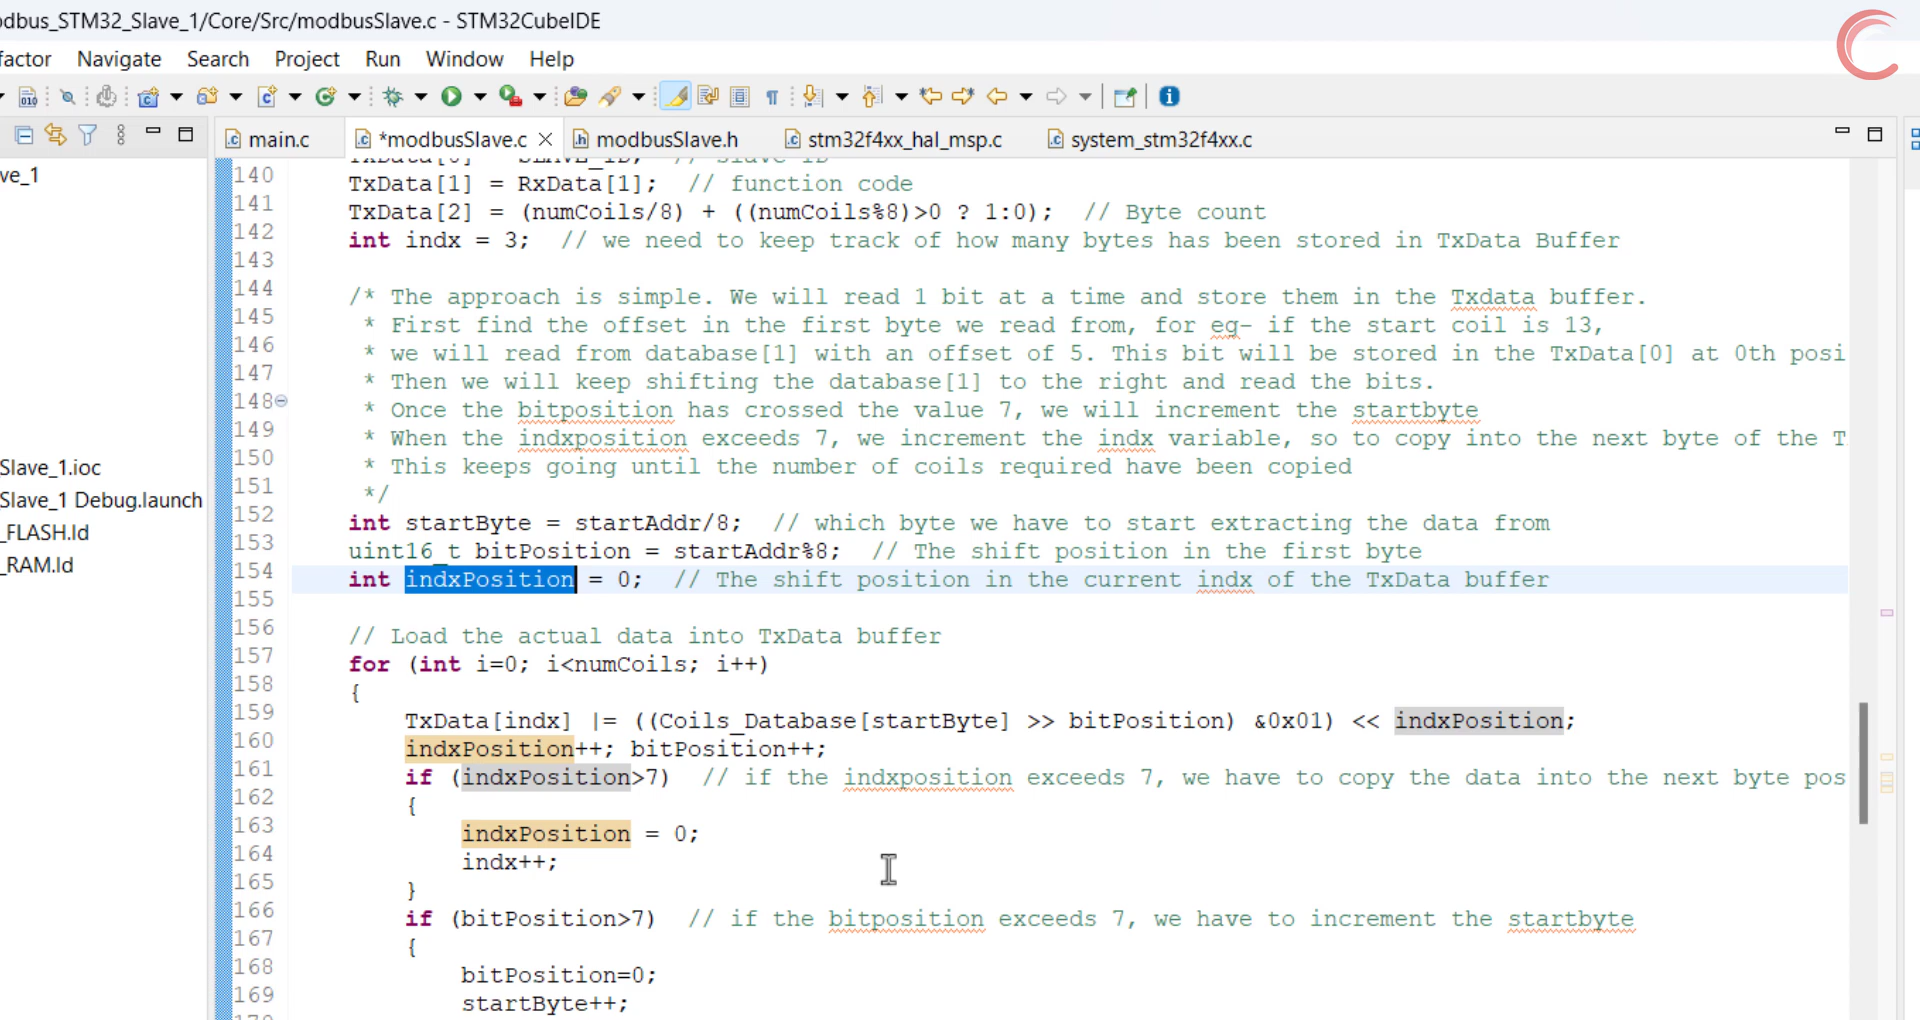 odbus_STM32_Slave_1/Core/Src/modbusSlave.c - STM32CubeIDE
factor Navigate Search Project Run Window Help
main.c *modbusSlave.c modbusSlave.h stm32f4xx_hal_msp.c system_stm32f4xx.c
ve_1
Slave_1.ioc
Slave_1 Debug.launch
_FLASH.ld
_RAM.ld
140 TxData[1] = RxData[1];  // function code
141 TxData[2] = (numCoils/8) + ((numCoils%8)>0 ? 1:0);  // Byte count
142 int indx = 3;  // we need to keep track of how many bytes has been stored in TxData Buffer
143
144 /* The approach is simple. We will read 1 bit at a time and store them in the Txdata buffer.
145 * First find the offset in the first byte we read from, for eg- if the start coil is 13,
146 * we will read from database[1] with an offset of 5. This bit will be stored in the TxData[0] at 0th posi
147 * Then we will keep shifting the database[1] to the right and read the bits.
148 * Once the bitposition has crossed the value 7, we will increment the startbyte
149 * When the indxposition exceeds 7, we increment the indx variable, so to copy into the next byte of the T
150 * This keeps going until the number of coils required have been copied
151 */
152 int startByte = startAddr/8;  // which byte we have to start extracting the data from
153 uint16_t bitPosition = startAddr%8;  // The shift position in the first byte
154 int indxPosition = 0;  // The shift position in the current indx of the TxData buffer
155
156 // Load the actual data into TxData buffer
157 for (int i=0; i<numCoils; i++)
158 {
159 TxData[indx] |= ((Coils_Database[startByte] >> bitPosition) &0x01) << indxPosition;
160 indxPosition++; bitPosition++;
161 if (indxPosition>7)  // if the indxposition exceeds 7, we have to copy the data into the next byte pos
162 {
163 indxPosition = 0;
164 indx++;
165 }
166 if (bitPosition>7)  // if the bitposition exceeds 7, we have to increment the startbyte
167 {
168 bitPosition=0;
169 startByte++;